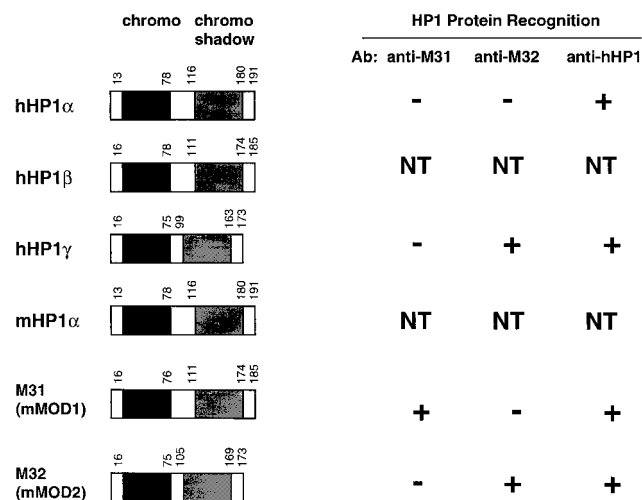 chromo chromo shadow HP1 Protein Recognition
Ab: anti-M31 anti-M32 anti-hHP1
13 78 116 180 191
hHP1α - - +
16 78 111 174 185
hHP1β NT NT NT
16 75 99 163 173
hHP1γ - + +
13 78 116 180 191
mHP1α NT NT NT
16 76 111 174 185
M31
(mMOD1) + - +
16 75 105 169 173
M32
(mMOD2) - + +